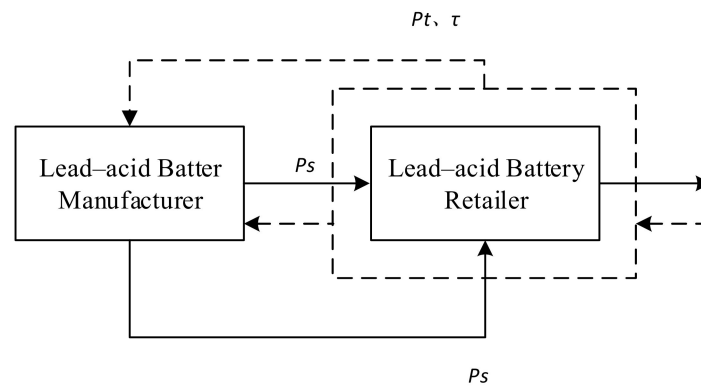 Pt、τ
Lead–acid Batter
Manufacturer
Ps
Lead–acid Battery
Retailer
Ps